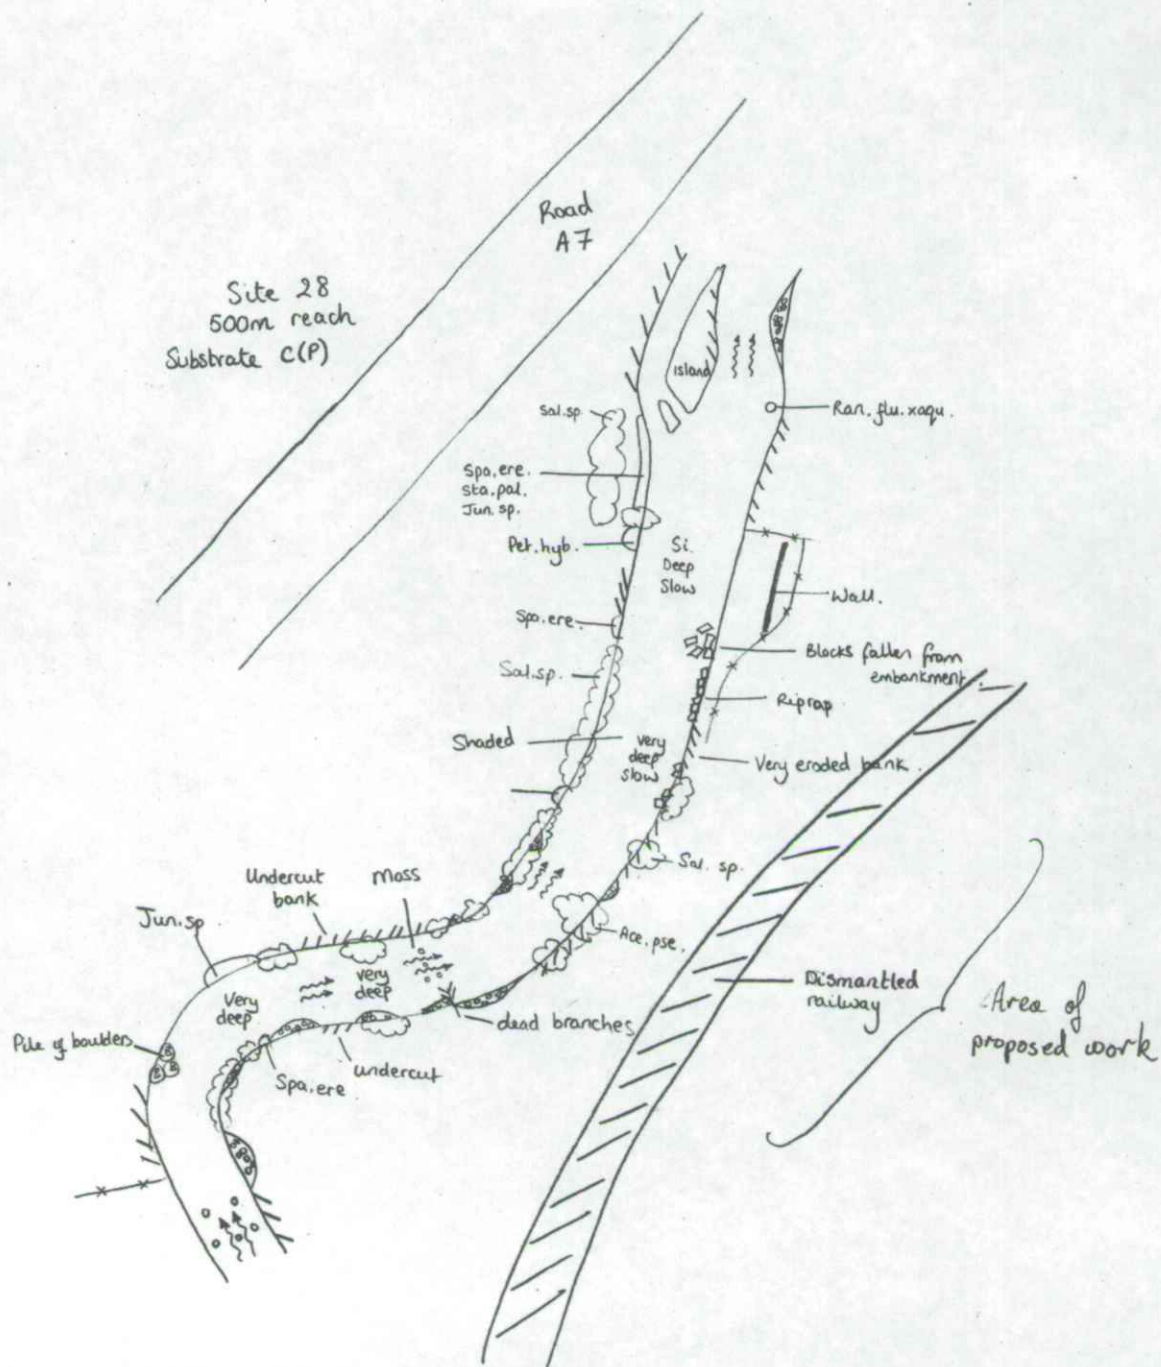 Road
A7
Site 28
500m reach
Substrate C(P)
Island
Sal.sp.
Ran.flu.xaqu.
Spa.ere.
Sta.pal.
Jun.sp.
Pet.hyb.
Si.
Deep
Slow
Wall.
Spa.ere.
Blocks fallen from
embankment.
Sal.sp.
Riprap
Shaded
Very
deep
slow
Very eroded bank.
Sal.sp.
Undercut
bank
Moss
Jun.sp.
Ace.pse.
very
deep
Very
deep
Dismantled
railway
Area of
proposed work
dead branches
Pile of boulders
undercut
Spa.ere